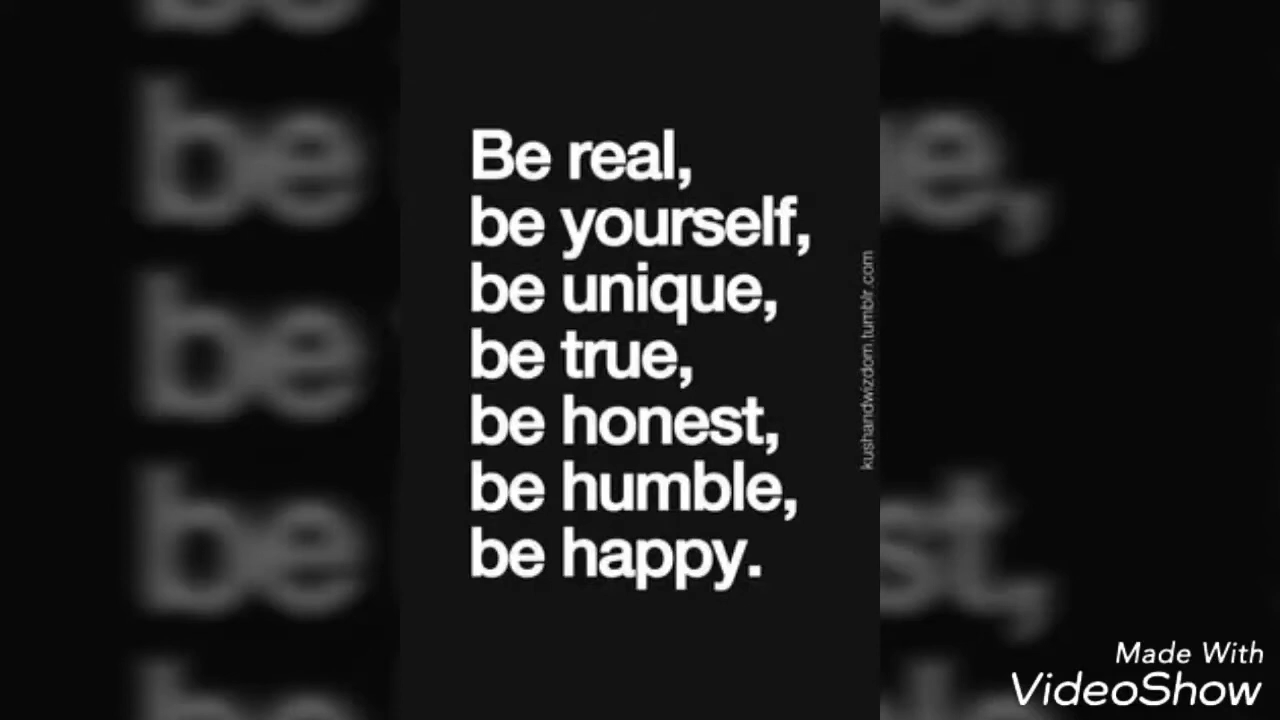 Be real,
be yourself,
be unique,
be true,
be honest,
be humble,
be happy.
kushandwizdom.tumblr.com
Made With
VideoShow